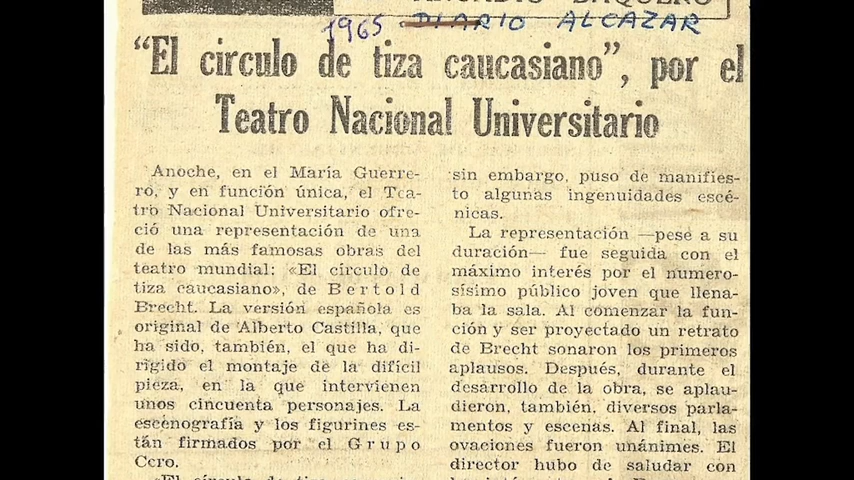 ARCADIO BAQUERO
1965 DIARIO ALCAZAR
“El círculo de tiza caucasiano”, por el
Teatro Nacional Universitario
Anoche, en el María Guerre-
ro, y en función única, el Tea-
tro Nacional Universitario ofre-
ció una representación de una
de las más famosas obras del
teatro mundial: «El círculo de
tiza caucasiano», de Bertold
Brecht. La versión española es
original de Alberto Castilla, que
ha sido, también, el que ha di-
rigido el montaje de la difícil
pieza, en la que intervienen
unos cincuenta personajes. La
escenografía y los figurines es-
tán firmados por el Grupo
Cero.
sin embargo, puso de manifies-
to algunas ingenuidades escé-
nicas.
La representación —pese a su
duración— fue seguida con el
máximo interés por el numero-
sísimo público joven que llena-
ba la sala. Al comenzar la fun-
ción y ser proyectado un retrato
de Brecht sonaron los primeros
aplausos. Después, durante el
desarrollo de la obra, se aplau-
dieron, también, diversos parla-
mentos y escenas. Al final, las
ovaciones fueron unánimes. El
director hubo de saludar con